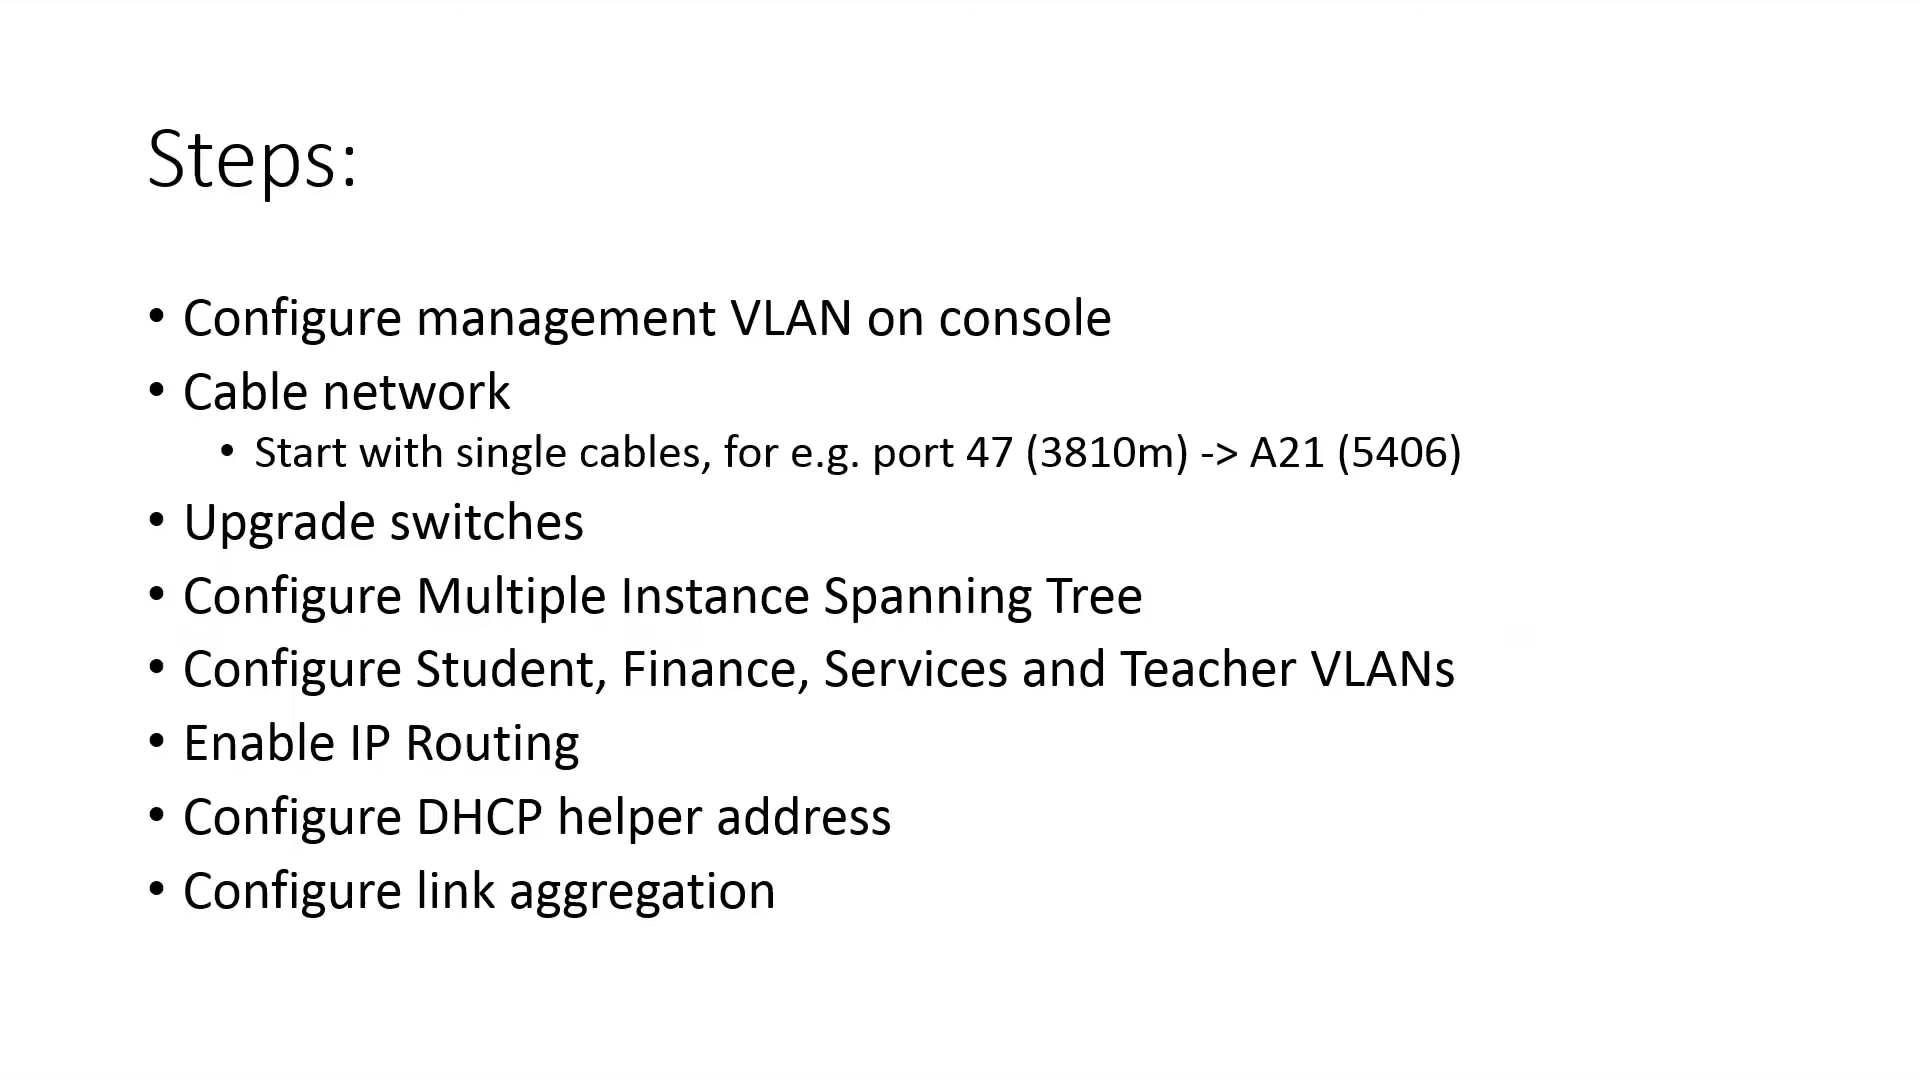 Steps:
• Configure management VLAN on console
• Cable network
• Start with single cables, for e.g. port 47 (3810m) -> A21 (5406)
• Upgrade switches
• Configure Multiple Instance Spanning Tree
• Configure Student, Finance, Services and Teacher VLANs
• Enable IP Routing
• Configure DHCP helper address
• Configure link aggregation